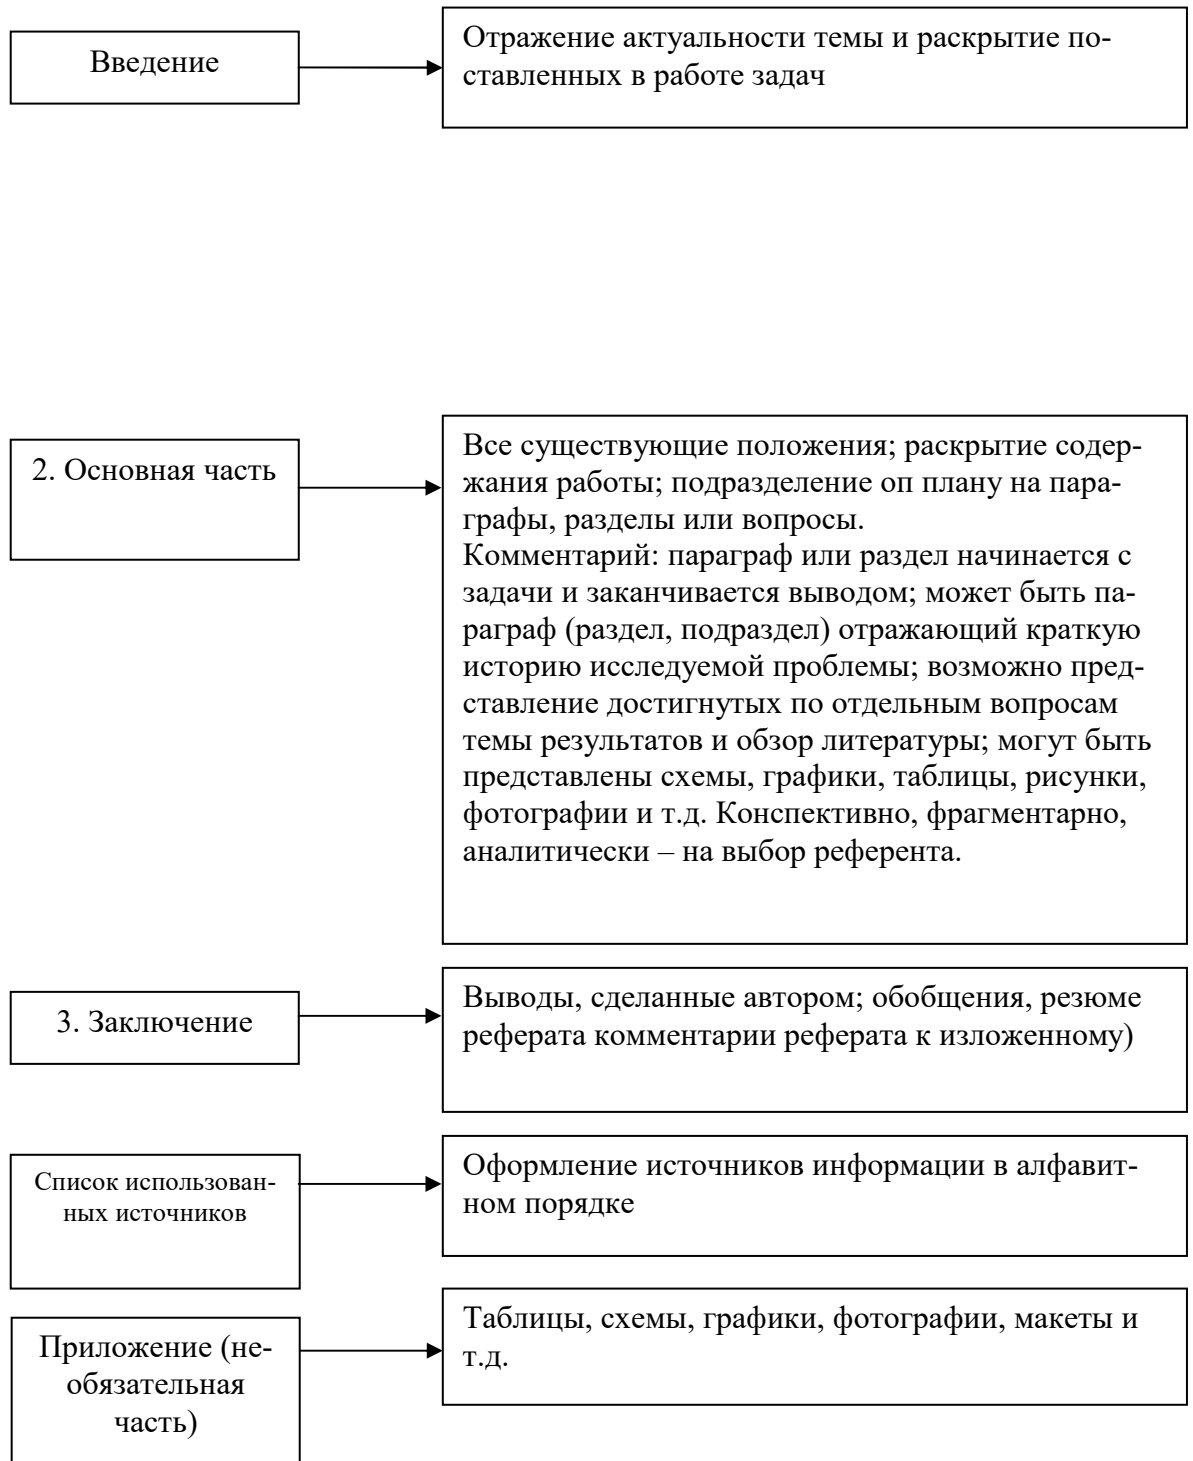 Введение
Отражение актуальности темы и раскрытие по-
ставленных в работе задач
2. Основная часть
Все существующие положения; раскрытие содер-
жания работы; подразделение оп плану на пара-
графы, разделы или вопросы.
Комментарий: параграф или раздел начинается с
задачи и заканчивается выводом; может быть па-
раграф (раздел, подраздел) отражающий краткую
историю исследуемой проблемы; возможно пред-
ставление достигнутых по отдельным вопросам
темы результатов и обзор литературы; могут быть
представлены схемы, графики, таблицы, рисунки,
фотографии и т.д. Конспективно, фрагментарно,
аналитически – на выбор референта.
3. Заключение
Выводы, сделанные автором; обобщения, резюме
реферата комментарии реферата к изложенному)
Список использован-
ных источников
Оформление источников информации в алфавит-
ном порядке
Приложение (не-
обязательная
часть)
Таблицы, схемы, графики, фотографии, макеты и
т.д.